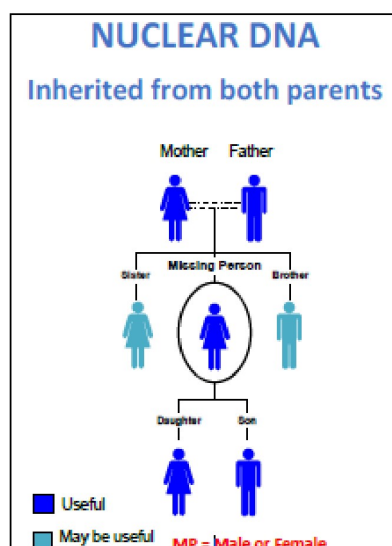 NUCLEAR DNA
Inherited from both parents
Mother Father
Missing Person
Sister Brother
Daughter Son
Useful
May be useful
MP = Male or Female